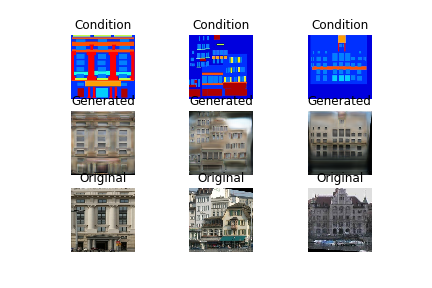 Condition Condition Condition
Generated Generated Generated
Original Original Original